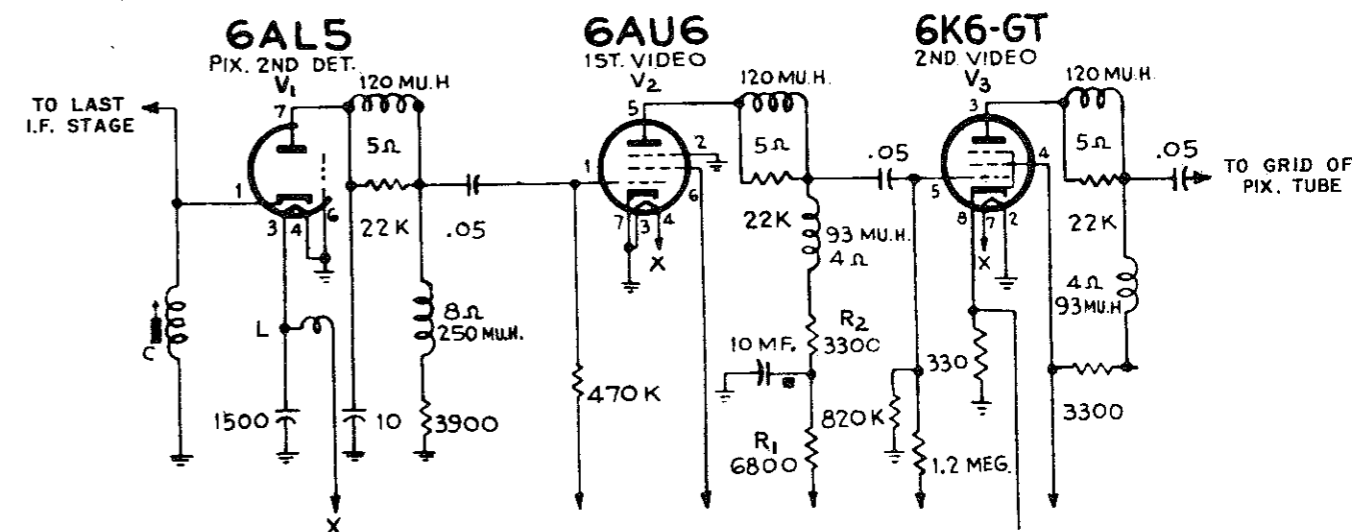 6AL5
PIX. 2ND DET.
V1
7
120 MU.H
TO LAST
I.F. STAGE
5Ω
1
3
4
6
22K
.05
L
8Ω
250 MU.H.
C
1500
10
3900
X
6AU6
1ST. VIDEO
V2
5
120 MU.H.
2
5Ω
1
.05
6
7
3
4
22K
X
93 MU.H.
4Ω
R2
3300
10 MF.
470K
R1
6800
820K
1.2 MEG.
6K6-GT
2ND VIDEO
V3
3
120 MU.H
4
5Ω
.05
TO GRID OF
PIX. TUBE
5
8
7
2
22K
X
4Ω
93MU.H
330
3300